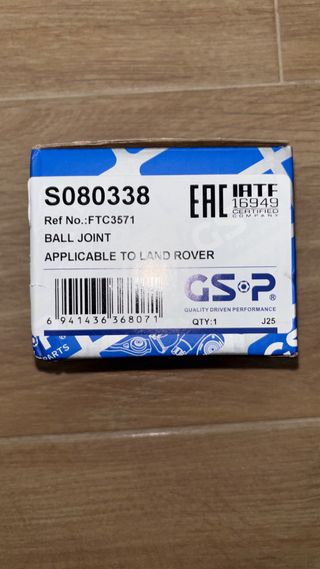 S080338
Ref No.:FTC3571
BALL JOINT
APPLICABLE TO LAND ROVER
EAC IATF
16949
CERTIFIED
COMPANY
6 941436 368071
GSP®
QUALITY DRIVEN PERFORMANCE
QTY:1 J25
PARTS